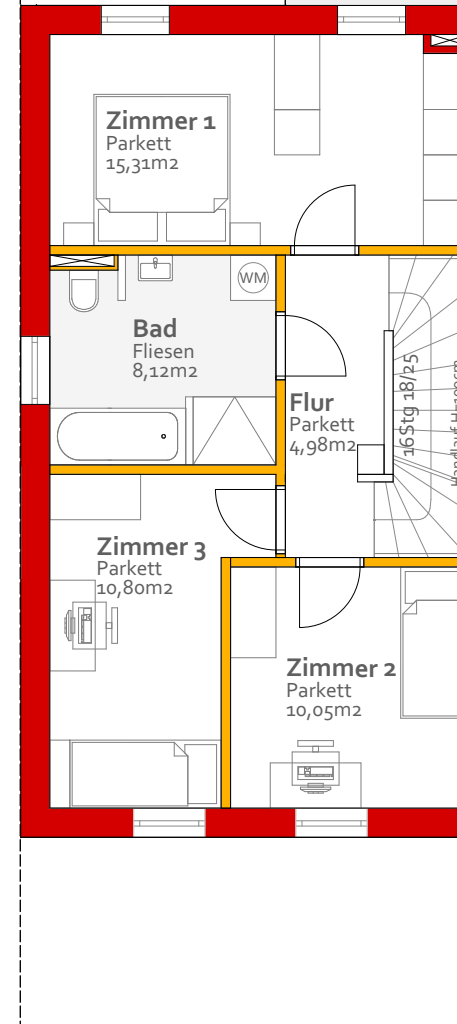 Zimmer 1
Parkett
15,31m2
WM
Bad
Fliesen
8,12m2
Flur
Parkett
4,98m2
16Stg 18/25
Handlauf
Zimmer 3
Parkett
10,80m2
Zimmer 2
Parkett
10,05m2